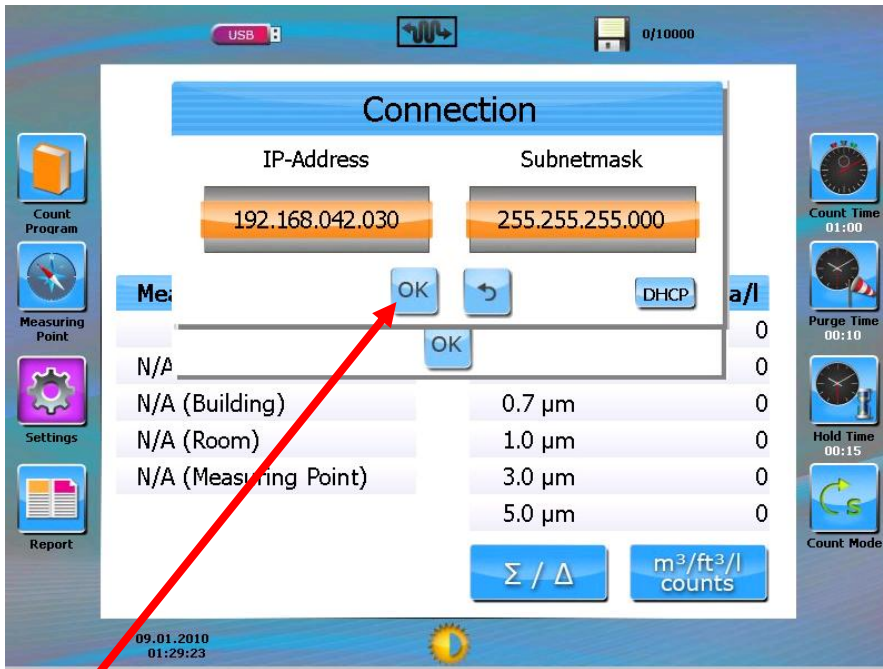 USB
0/10000
Connection
IP-Address Subnetmask
192.168.042.030 255.255.255.000
OK DHCP
OK
Count
Program
Measuring
Point
Settings
Report
a/l
0
N/A 0
N/A (Building) 0.7 µm 0
N/A (Room) 1.0 µm 0
N/A (Measuring Point) 3.0 µm 0
5.0 µm 0
Σ / Δ
m³/ft³/l
counts
Count Time
01:00
Purge Time
00:10
Hold Time
00:15
S
Count Mode
09.01.2010
01:29:23